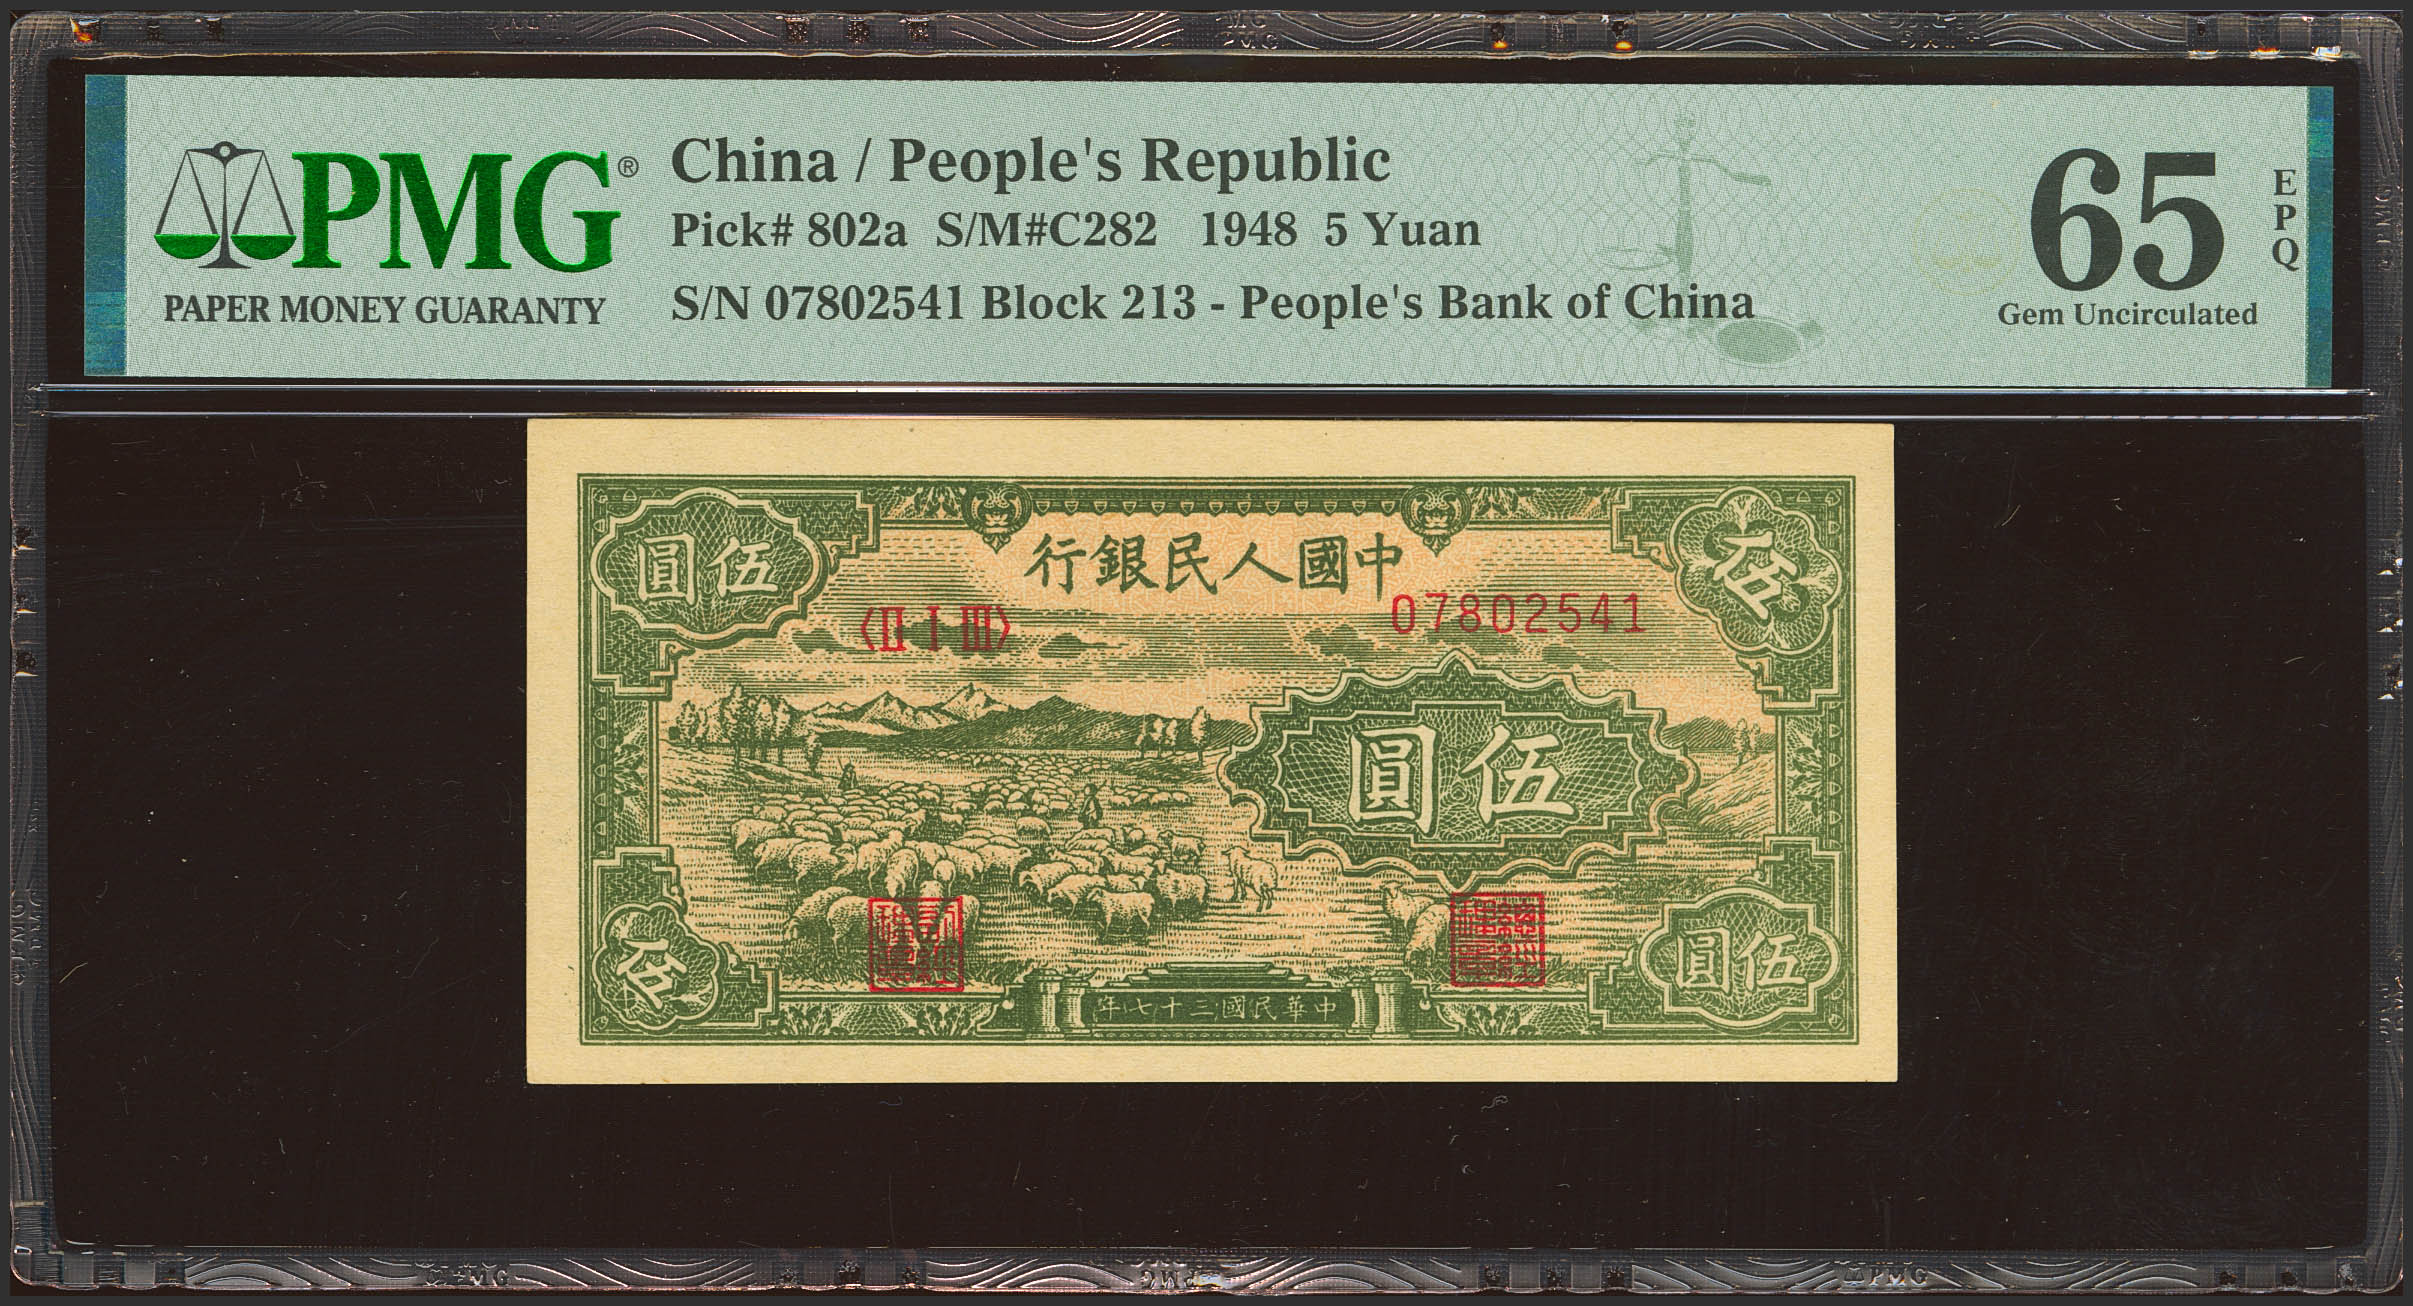 PMG®
PAPER MONEY GUARANTY
China / People's Republic
Pick# 802a S/M#C282 1948 5 Yuan
S/N 07802541 Block 213 - People's Bank of China
65
EPQ
Gem Uncirculated
圓伍
行銀民人國中
伍
〈II I III〉
07802541
圓伍
伍
年七十三國民華中
圓伍